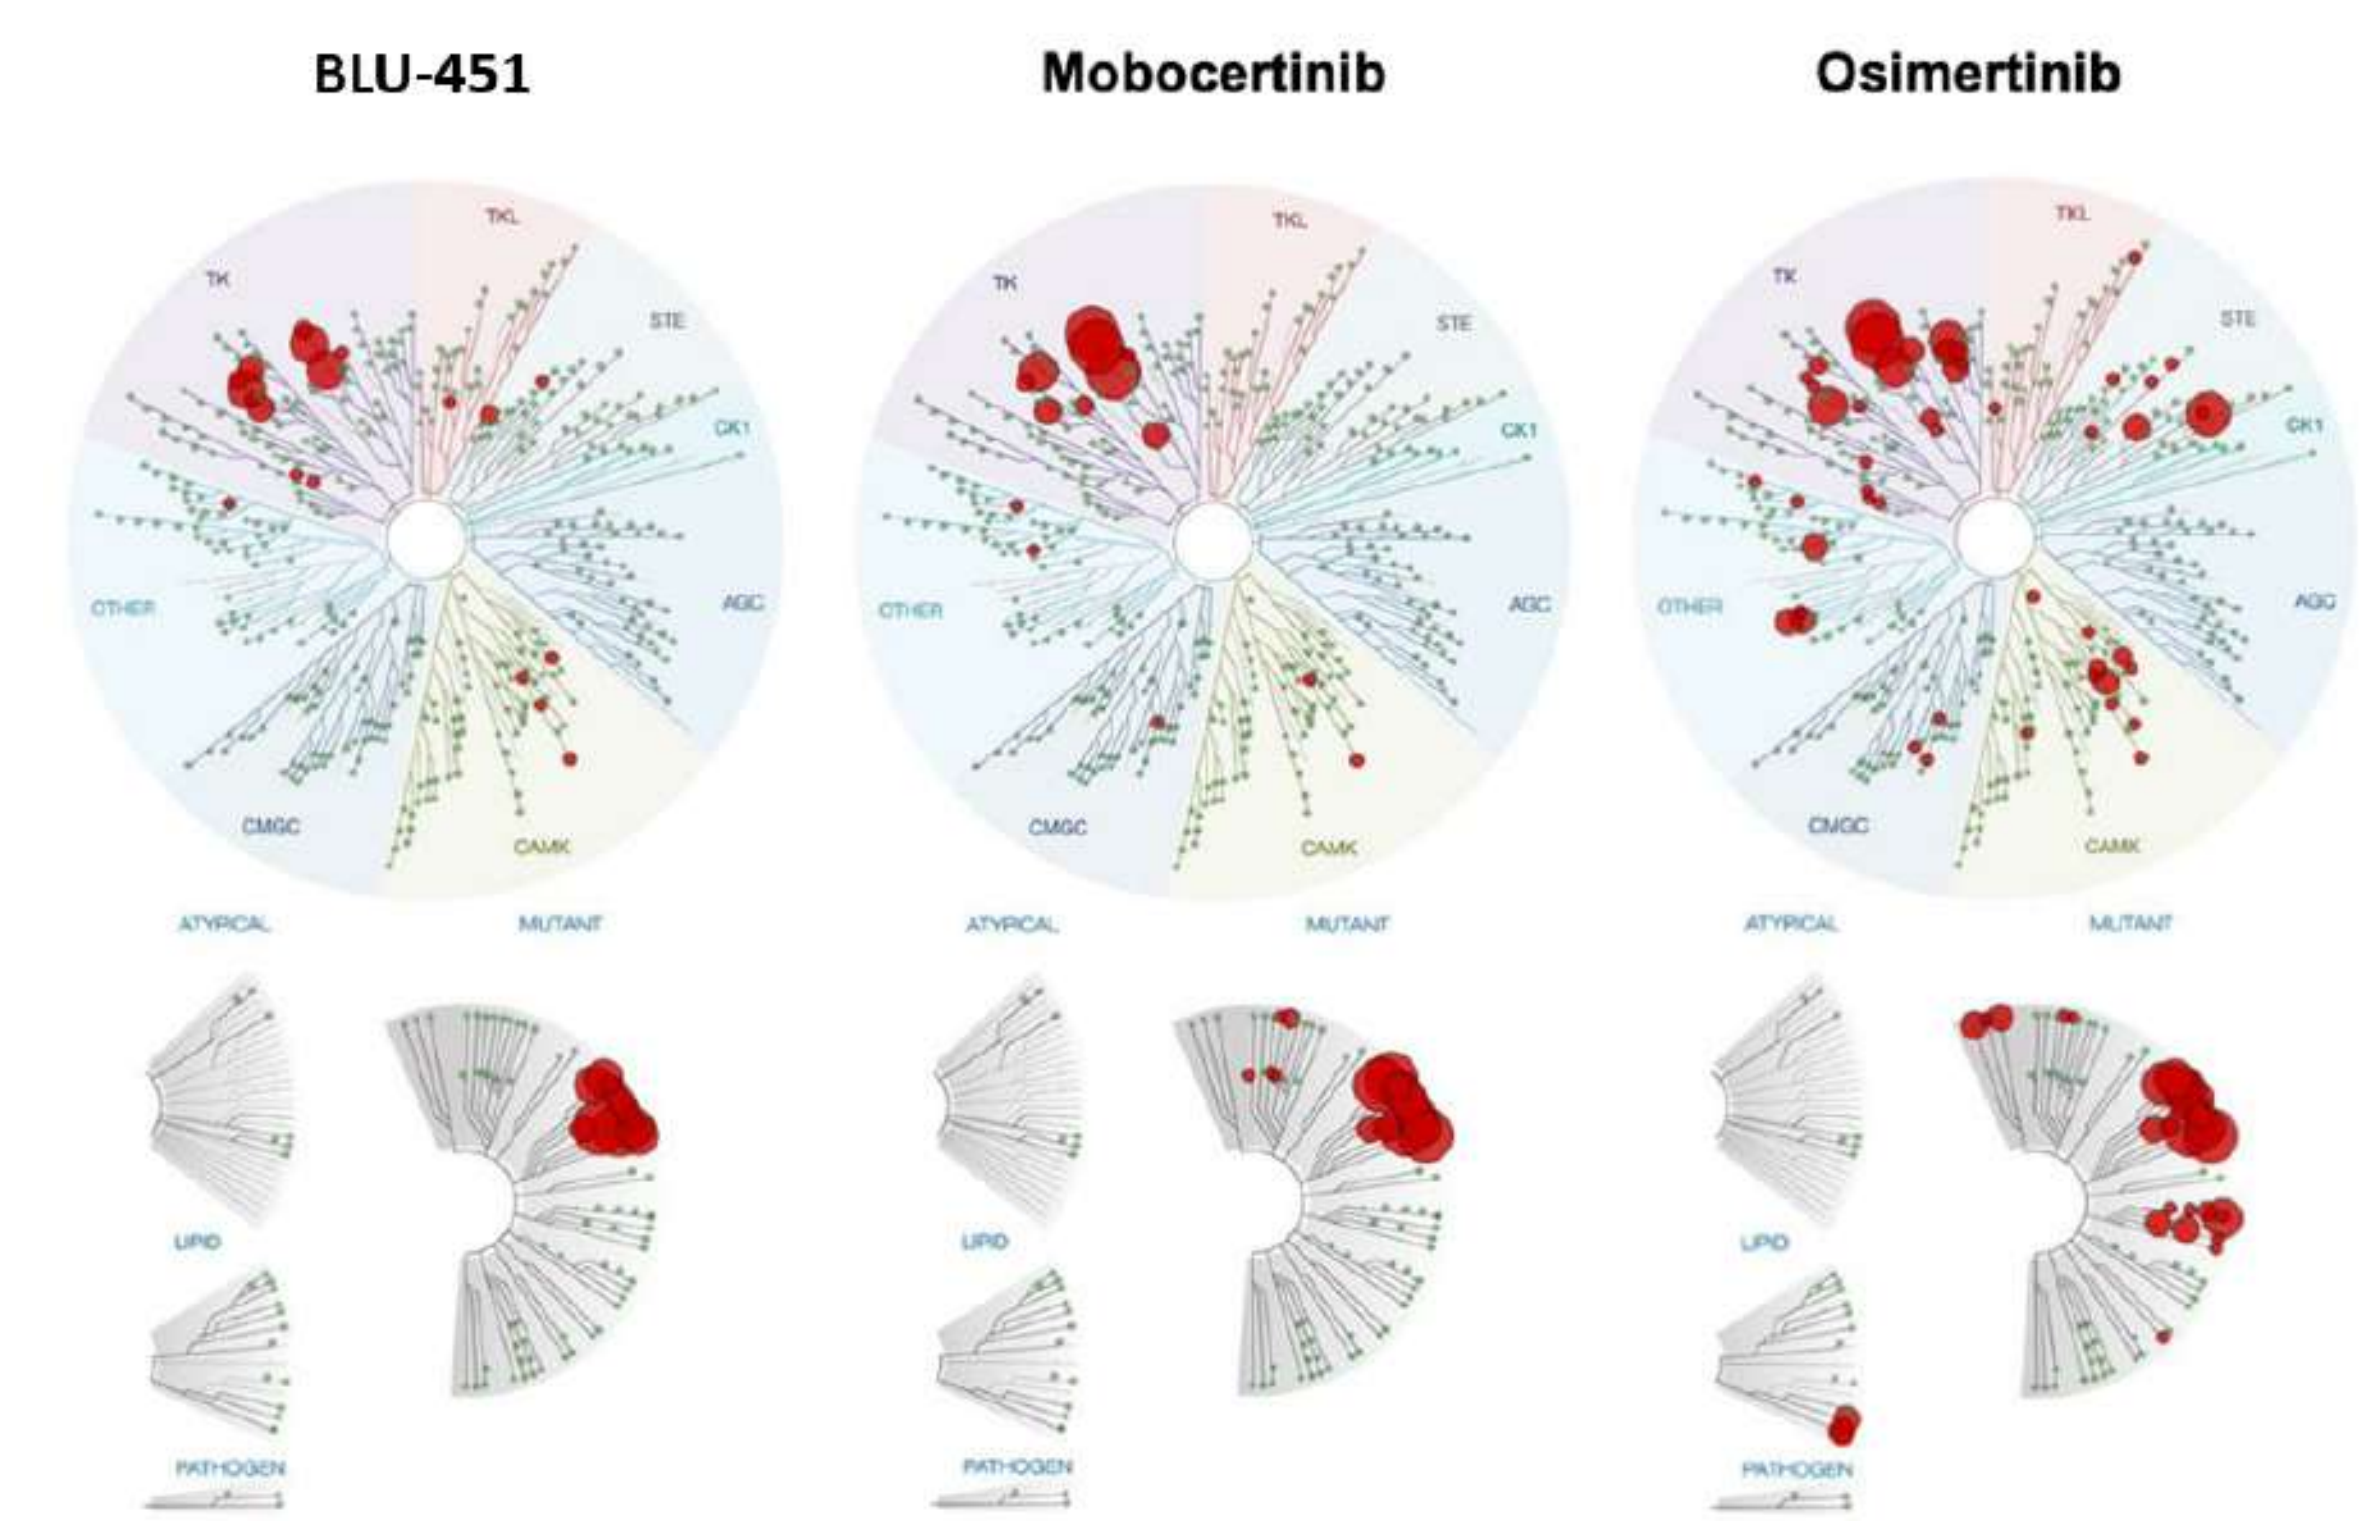 BLU-451 Mobocertinib Osimertinib
TKL TKL TKL
TK TK TK
STE STE STE
CK1 CK1 CK1
OTHER AGC OTHER AGC OTHER AGC
CMGC CMGC CMGC
CAMK CAMK CAMK
ATYPICAL MUTANT ATYPICAL MUTANT ATYPICAL MUTANT
LIPID LIPID LIPID
PATHOGEN PATHOGEN PATHOGEN